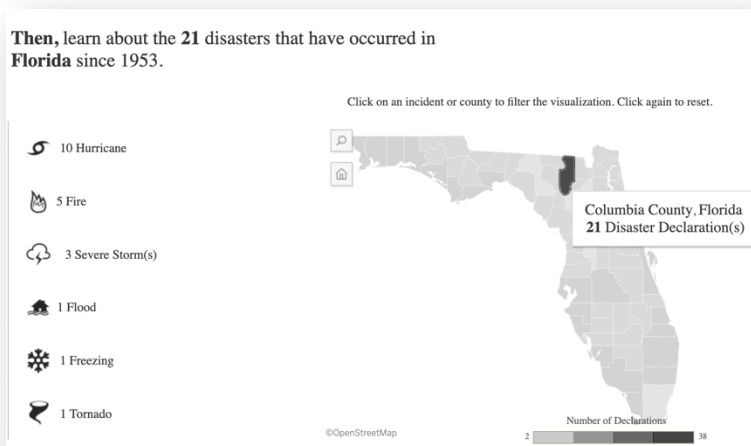 Then, learn about the 21 disasters that have occurred in
Florida since 1953.
Click on an incident or county to filter the visualization. Click again to reset.
10 Hurricane
5 Fire
3 Severe Storm(s)
1 Flood
1 Freezing
1 Tornado
Columbia County, Florida
21 Disaster Declaration(s)
©OpenStreetMap
Number of Declarations
2
38